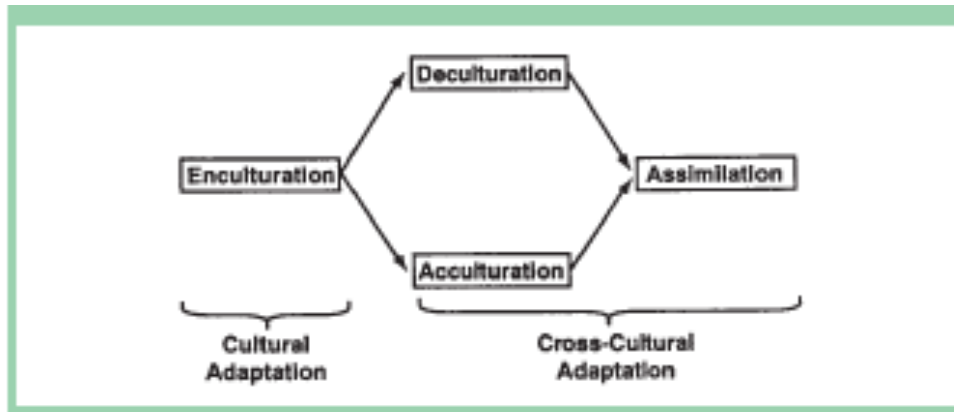 Deculturation
Enculturation
Assimilation
Acculturation
Cultural
Adaptation
Cross-Cultural
Adaptation